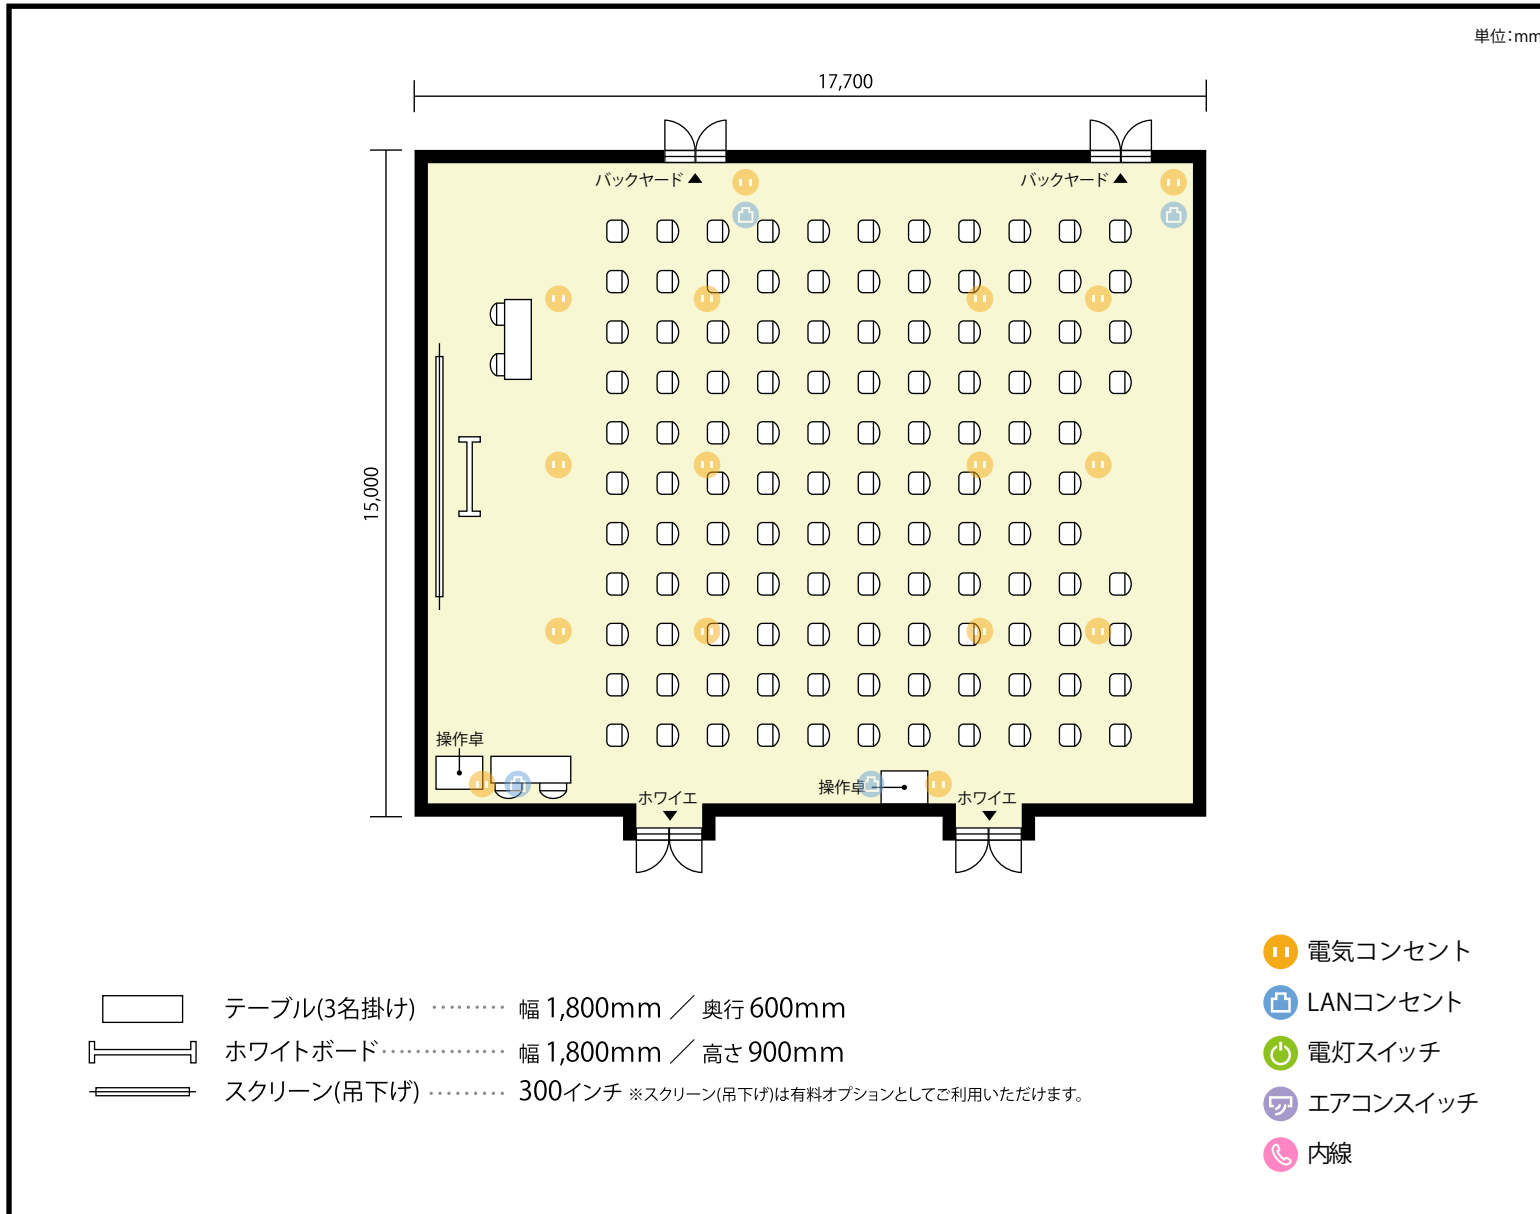 単位：mm
17,700
バックヤード ▲
バックヤード ▲
15,000
操作卓
操作卓
ホワイエ
ホワイエ
テーブル(3名掛け) ········· 幅 1,800mm ／ 奥行 600mm
ホワイトボード··············· 幅 1,800mm ／ 高さ 900mm
スクリーン(吊下げ) ········· 300インチ ※スクリーン(吊下げ)は有料オプションとしてご利用いただけます。
電気コンセント
LANコンセント
電灯スイッチ
エアコンスイッチ
内線